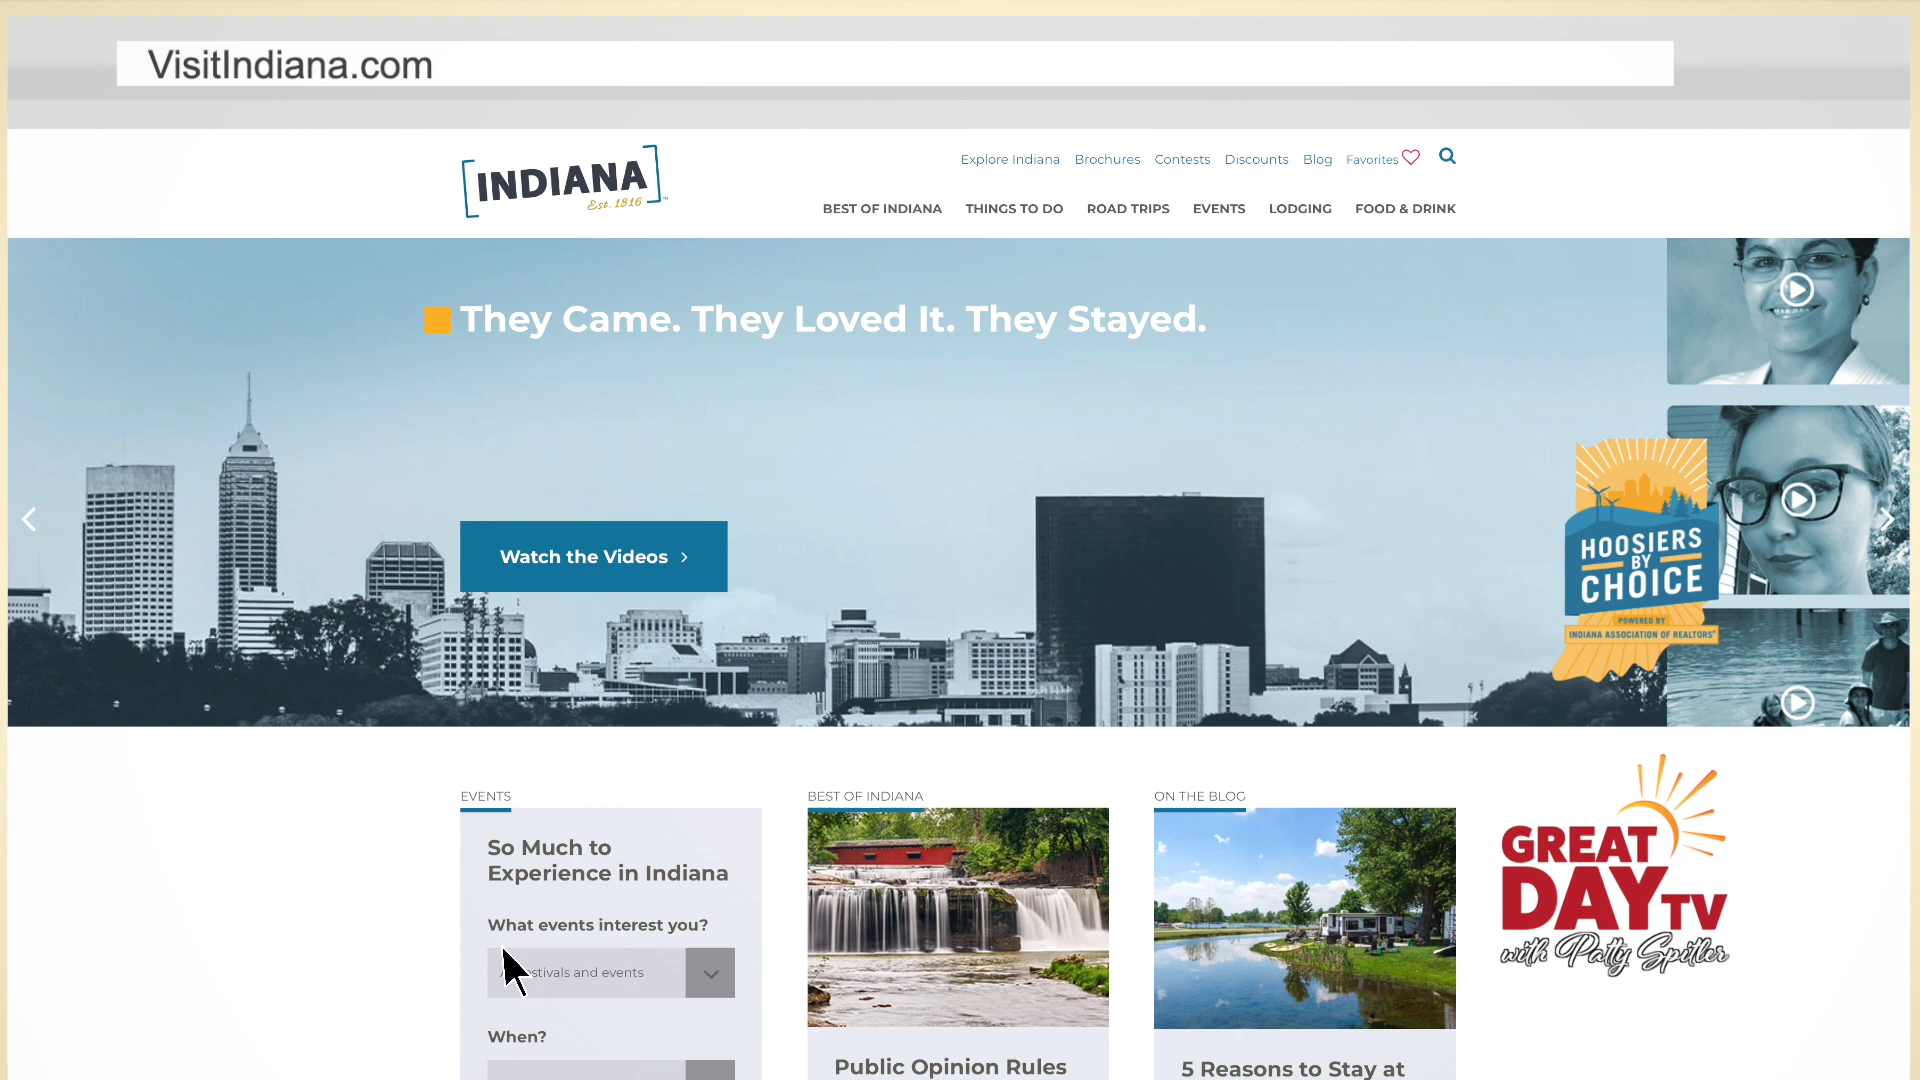 VisitIndiana.com
INDIANA
Est. 1816
Explore Indiana Brochures Contests Discounts Blog Favorites
BEST OF INDIANA THINGS TO DO ROAD TRIPS EVENTS LODGING FOOD & DRINK
They Came. They Loved It. They Stayed.
Watch the Videos
HOOSIERS
BY
CHOICE
POWERED BY
INDIANA ASSOCIATION OF REALTORS®
EVENTS
So Much to
Experience in Indiana
What events interest you?
stivals and events
When?
BEST OF INDIANA
Public Opinion Rules
ON THE BLOG
5 Reasons to Stay at
GREAT
DAY TV
with Patty Spitler